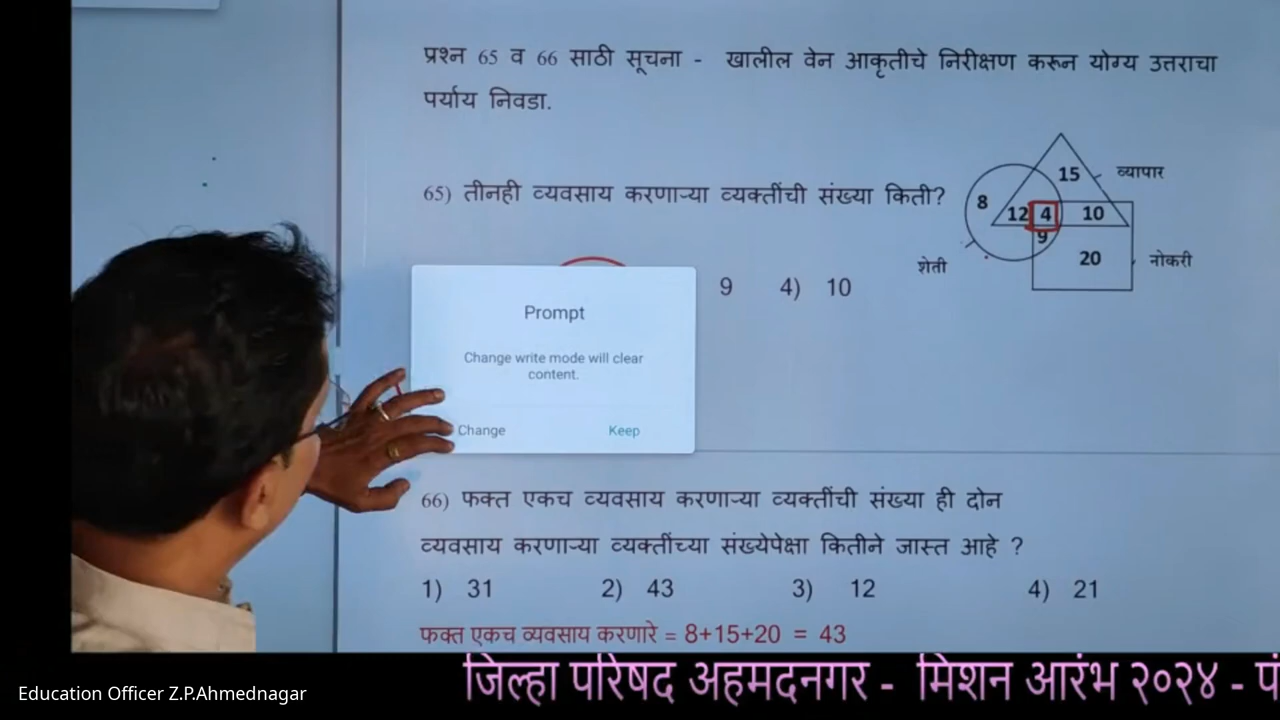 प्रश्न 65 व 66 साठी सूचना - खालील वेन आकृतीचे निरीक्षण करून योग्य उत्तराचा
पर्याय निवडा.
65) तीनही व्यवसाय करणाऱ्या व्यक्तींची संख्या किती?
15 व्यापार
8 12 4 10
9
शेती 20 नोकरी
9 4) 10
Prompt
Change write mode will clear
content.
Change Keep
66) फक्त एकच व्यवसाय करणाऱ्या व्यक्तींची संख्या ही दोन
व्यवसाय करणाऱ्या व्यक्तींच्या संख्येपेक्षा कितीने जास्त आहे ?
1) 31 2) 43 3) 12 4) 21
फक्त एकच व्यवसाय करणारे = 8+15+20 = 43
जिल्हा परिषद अहमदनगर - मिशन आरंभ २०२४ - पं
Education Officer Z.P.Ahmednagar